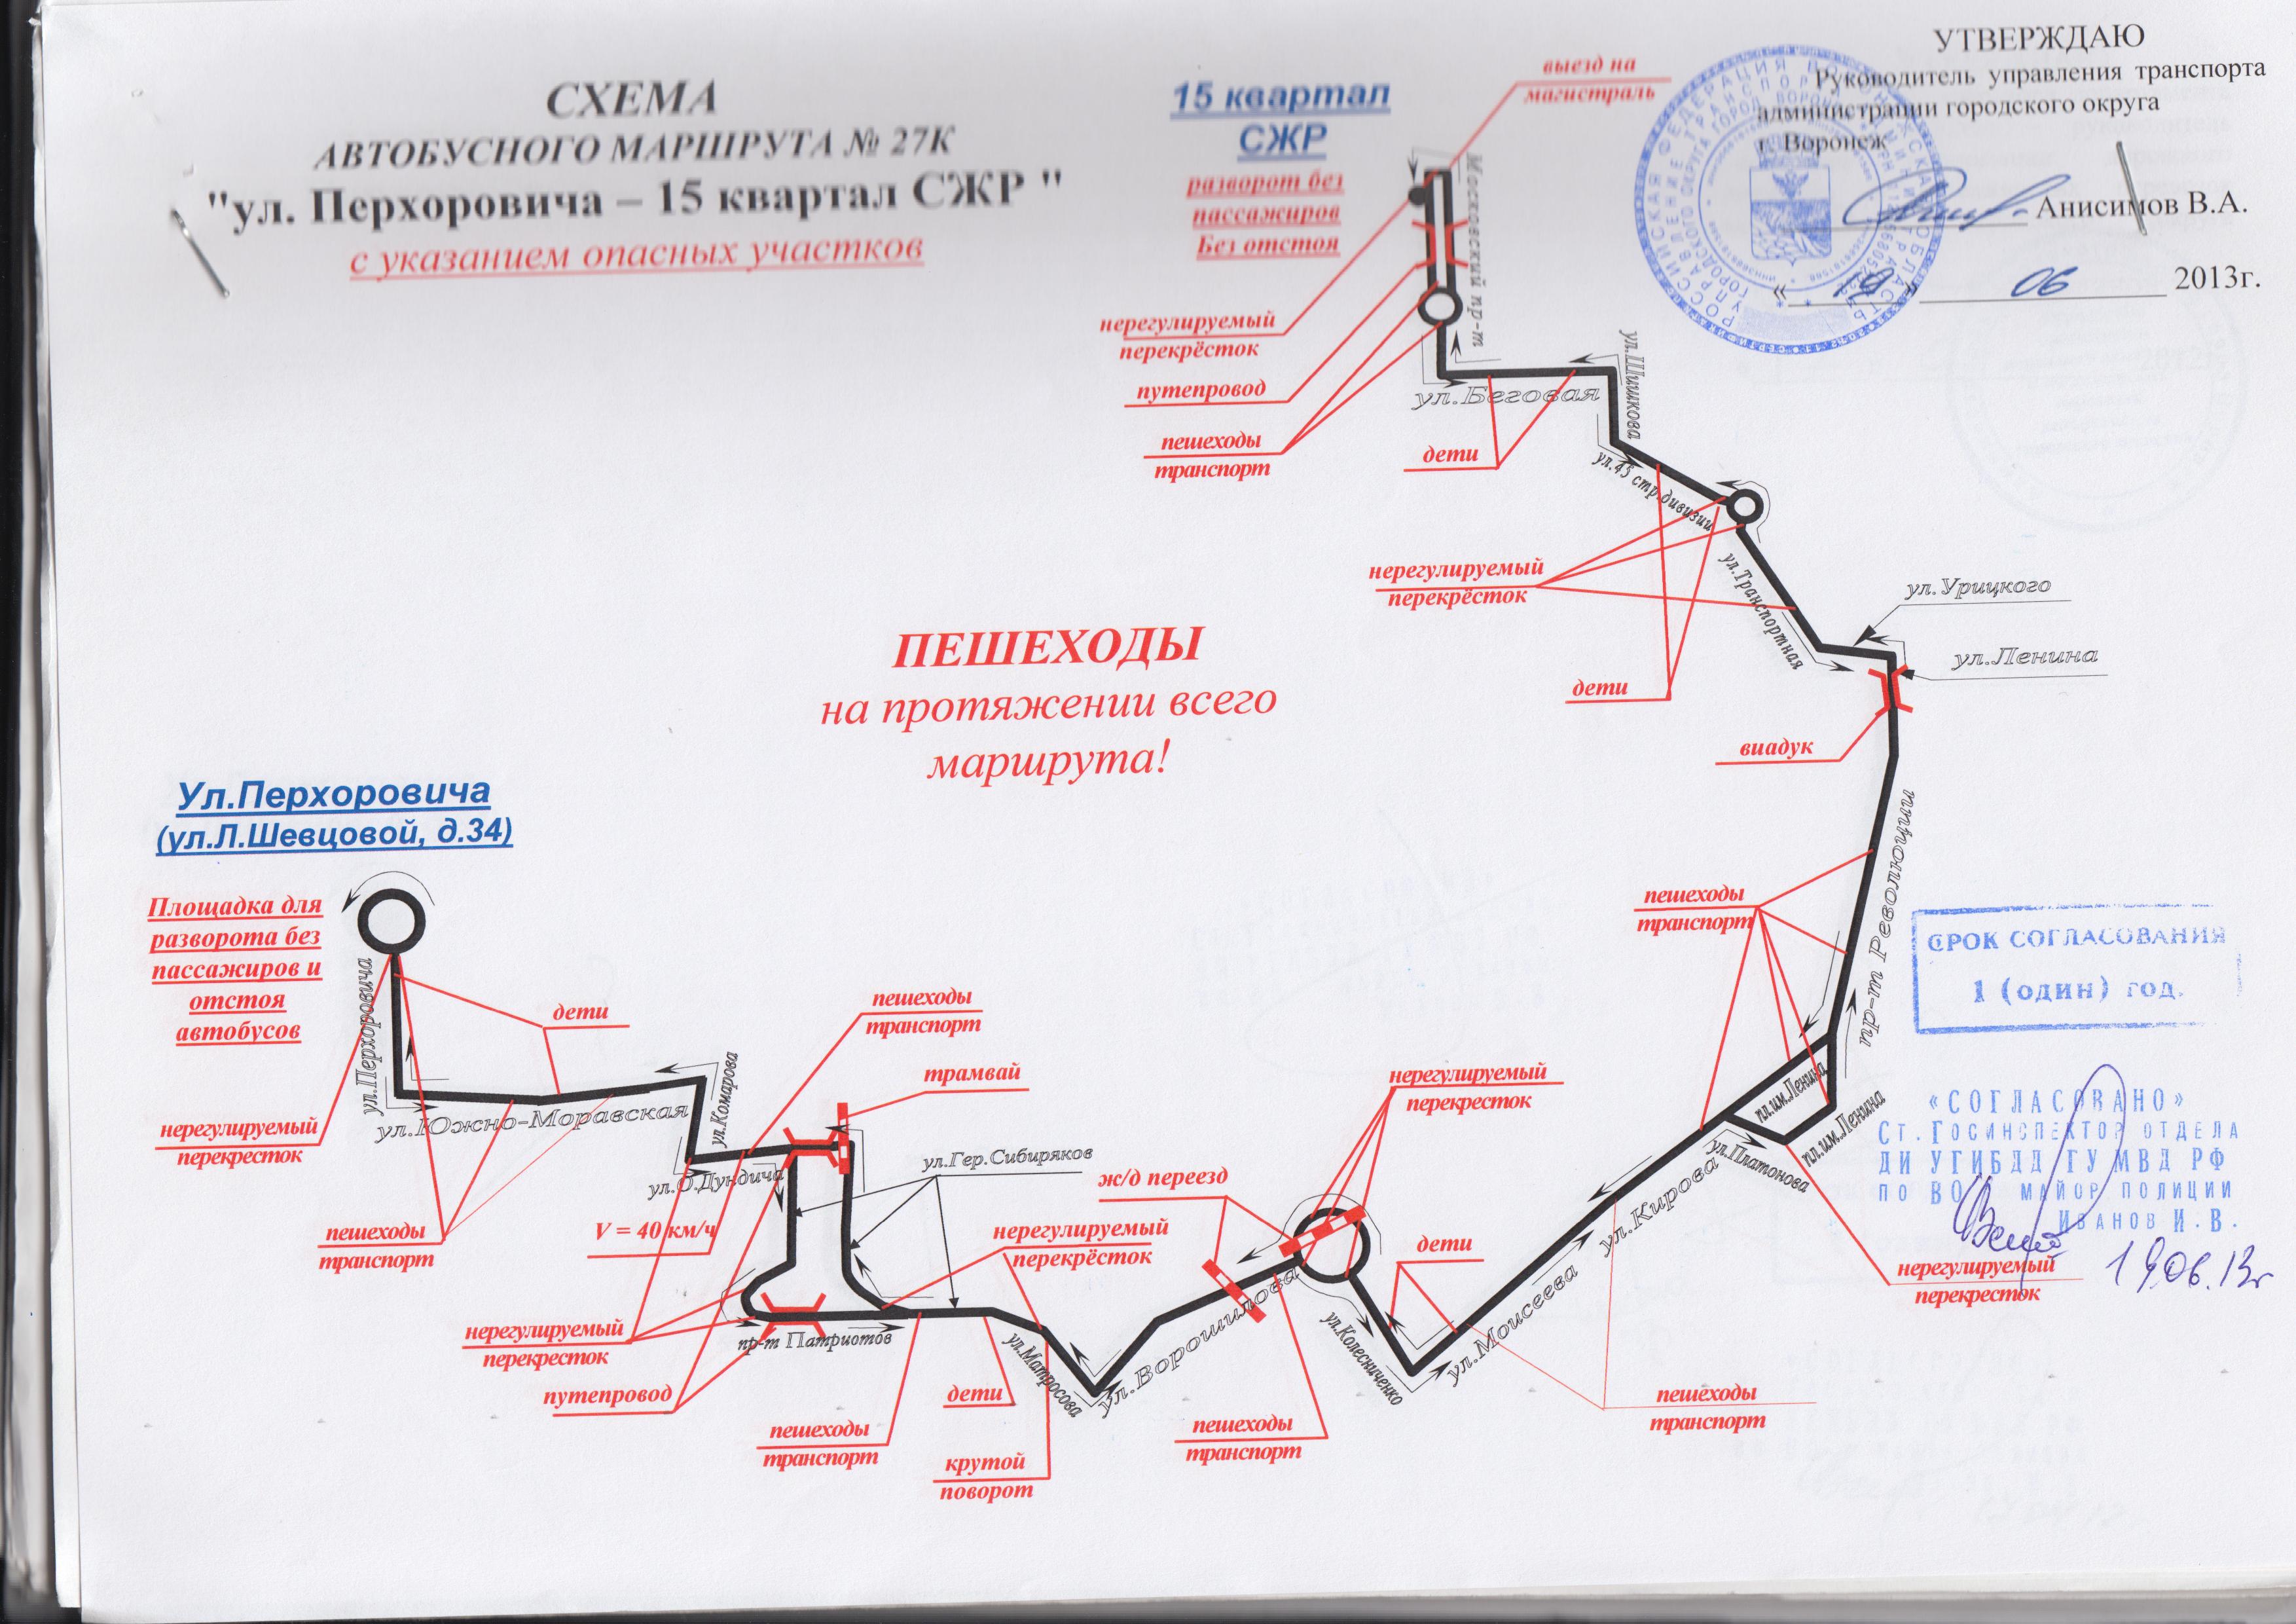 СХЕМА
АВТОБУСНОГО МАРШРУТА № 27К
"ул. Перхоровича – 15 квартал СЖР "
с указанием опасных участков
15 квартал
СЖР
разворот без
пассажиров
Без отстоя
выезд на
магистраль
УТВЕРЖДАЮ
Руководитель управления транспорта
администрации городского округа
г. Воронеж
Анисимов В.А.
« 19 » 06 2013г.
Московский пр-т
нерегулируемый
перекрёсток
путепровод
пешеходы
транспорт
ул.Беговая
ул.Шишкова
дети
ул.45 стр.дивизии
нерегулируемый
перекрёсток
ул.Транспортная
ул.Урицкого
ул.Ленина
дети
виадук
ПЕШЕХОДЫ
на протяжении всего
маршрута!
Ул.Перхоровича
(ул.Л.Шевцовой, д.34)
Площадка для
разворота без
пассажиров и
отстоя
автобусов
пешеходы
транспорт
пр-т Революции
СРОК СОГЛАСОВАНИЯ
1 (один) год.
ул.Перхоровича
дети
пешеходы
транспорт
трамвай
нерегулируемый
перекресток
ул.Южно-Моравская
ул.Комарова
ул.О.Дундича
ул.Гер.Сибиряков
нерегулируемый
перекресток
ж/д переезд
пл.им.Ленина
пл.им.Ленина
ул.Платонова
ул.Кирова
«СОГЛАСОВАНО»
Ст.Госинспектор отдела
ДИ УГИБДД ГУ МВД РФ
по ВО майор полиции
Иванов И.В.
19.06.13г
пешеходы
транспорт
V = 40 км/ч
нерегулируемый
перекрёсток
дети
нерегулируемый
перекресток
нерегулируемый
перекресток
пр-т Патриотов
ул.Матросова
ул.Ворошилова
ул.Колесниченко
ул.Моисеева
путепровод
дети
пешеходы
транспорт
пешеходы
транспорт
пешеходы
транспорт
крутой
поворот